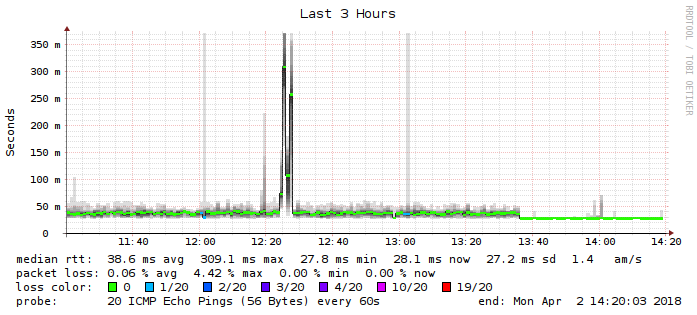 Last 3 Hours
RRDTOOL / TOBI OETIKER
Seconds
350 m
300 m
250 m
200 m
150 m
100 m
50 m
0
11:40 12:00 12:20 12:40 13:00 13:20 13:40 14:00 14:20
median rtt: 38.6 ms avg 309.1 ms max 27.8 ms min 28.1 ms now 27.2 ms sd 1.4 am/s
packet loss: 0.06 % avg 4.42 % max 0.00 % min 0.00 % now
loss color: 0 1/20 2/20 3/20 4/20 10/20 19/20
probe: 20 ICMP Echo Pings (56 Bytes) every 60s end: Mon Apr 2 14:20:03 2018